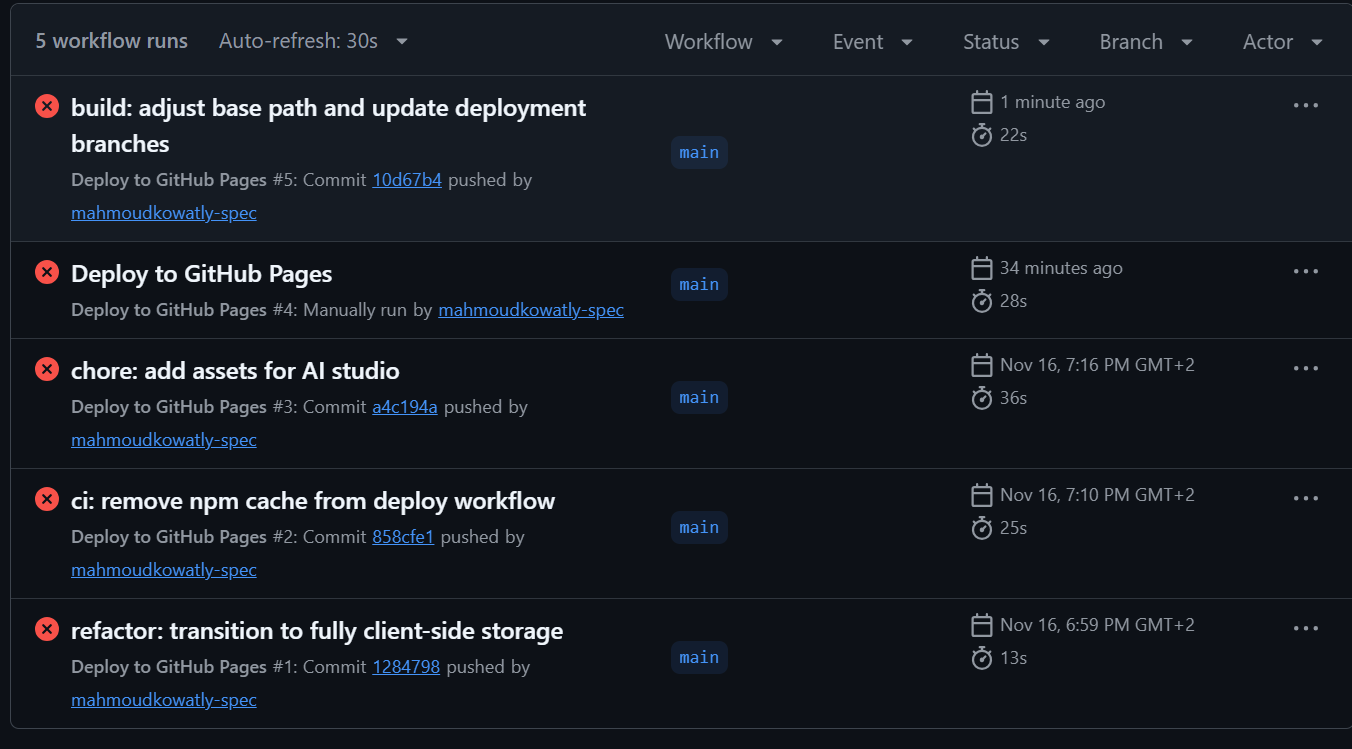 5 workflow runs Auto-refresh: 30s Workflow Event Status Branch Actor
build: adjust base path and update deployment
branches
Deploy to GitHub Pages #5: Commit 10d67b4 pushed by
mahmoudkowatly-spec
main
1 minute ago
22s
Deploy to GitHub Pages
Deploy to GitHub Pages #4: Manually run by mahmoudkowatly-spec
main
34 minutes ago
28s
chore: add assets for AI studio
Deploy to GitHub Pages #3: Commit a4c194a pushed by
mahmoudkowatly-spec
main
Nov 16, 7:16 PM GMT+2
36s
ci: remove npm cache from deploy workflow
Deploy to GitHub Pages #2: Commit 858cfe1 pushed by
mahmoudkowatly-spec
main
Nov 16, 7:10 PM GMT+2
25s
refactor: transition to fully client-side storage
Deploy to GitHub Pages #1: Commit 1284798 pushed by
mahmoudkowatly-spec
main
Nov 16, 6:59 PM GMT+2
13s